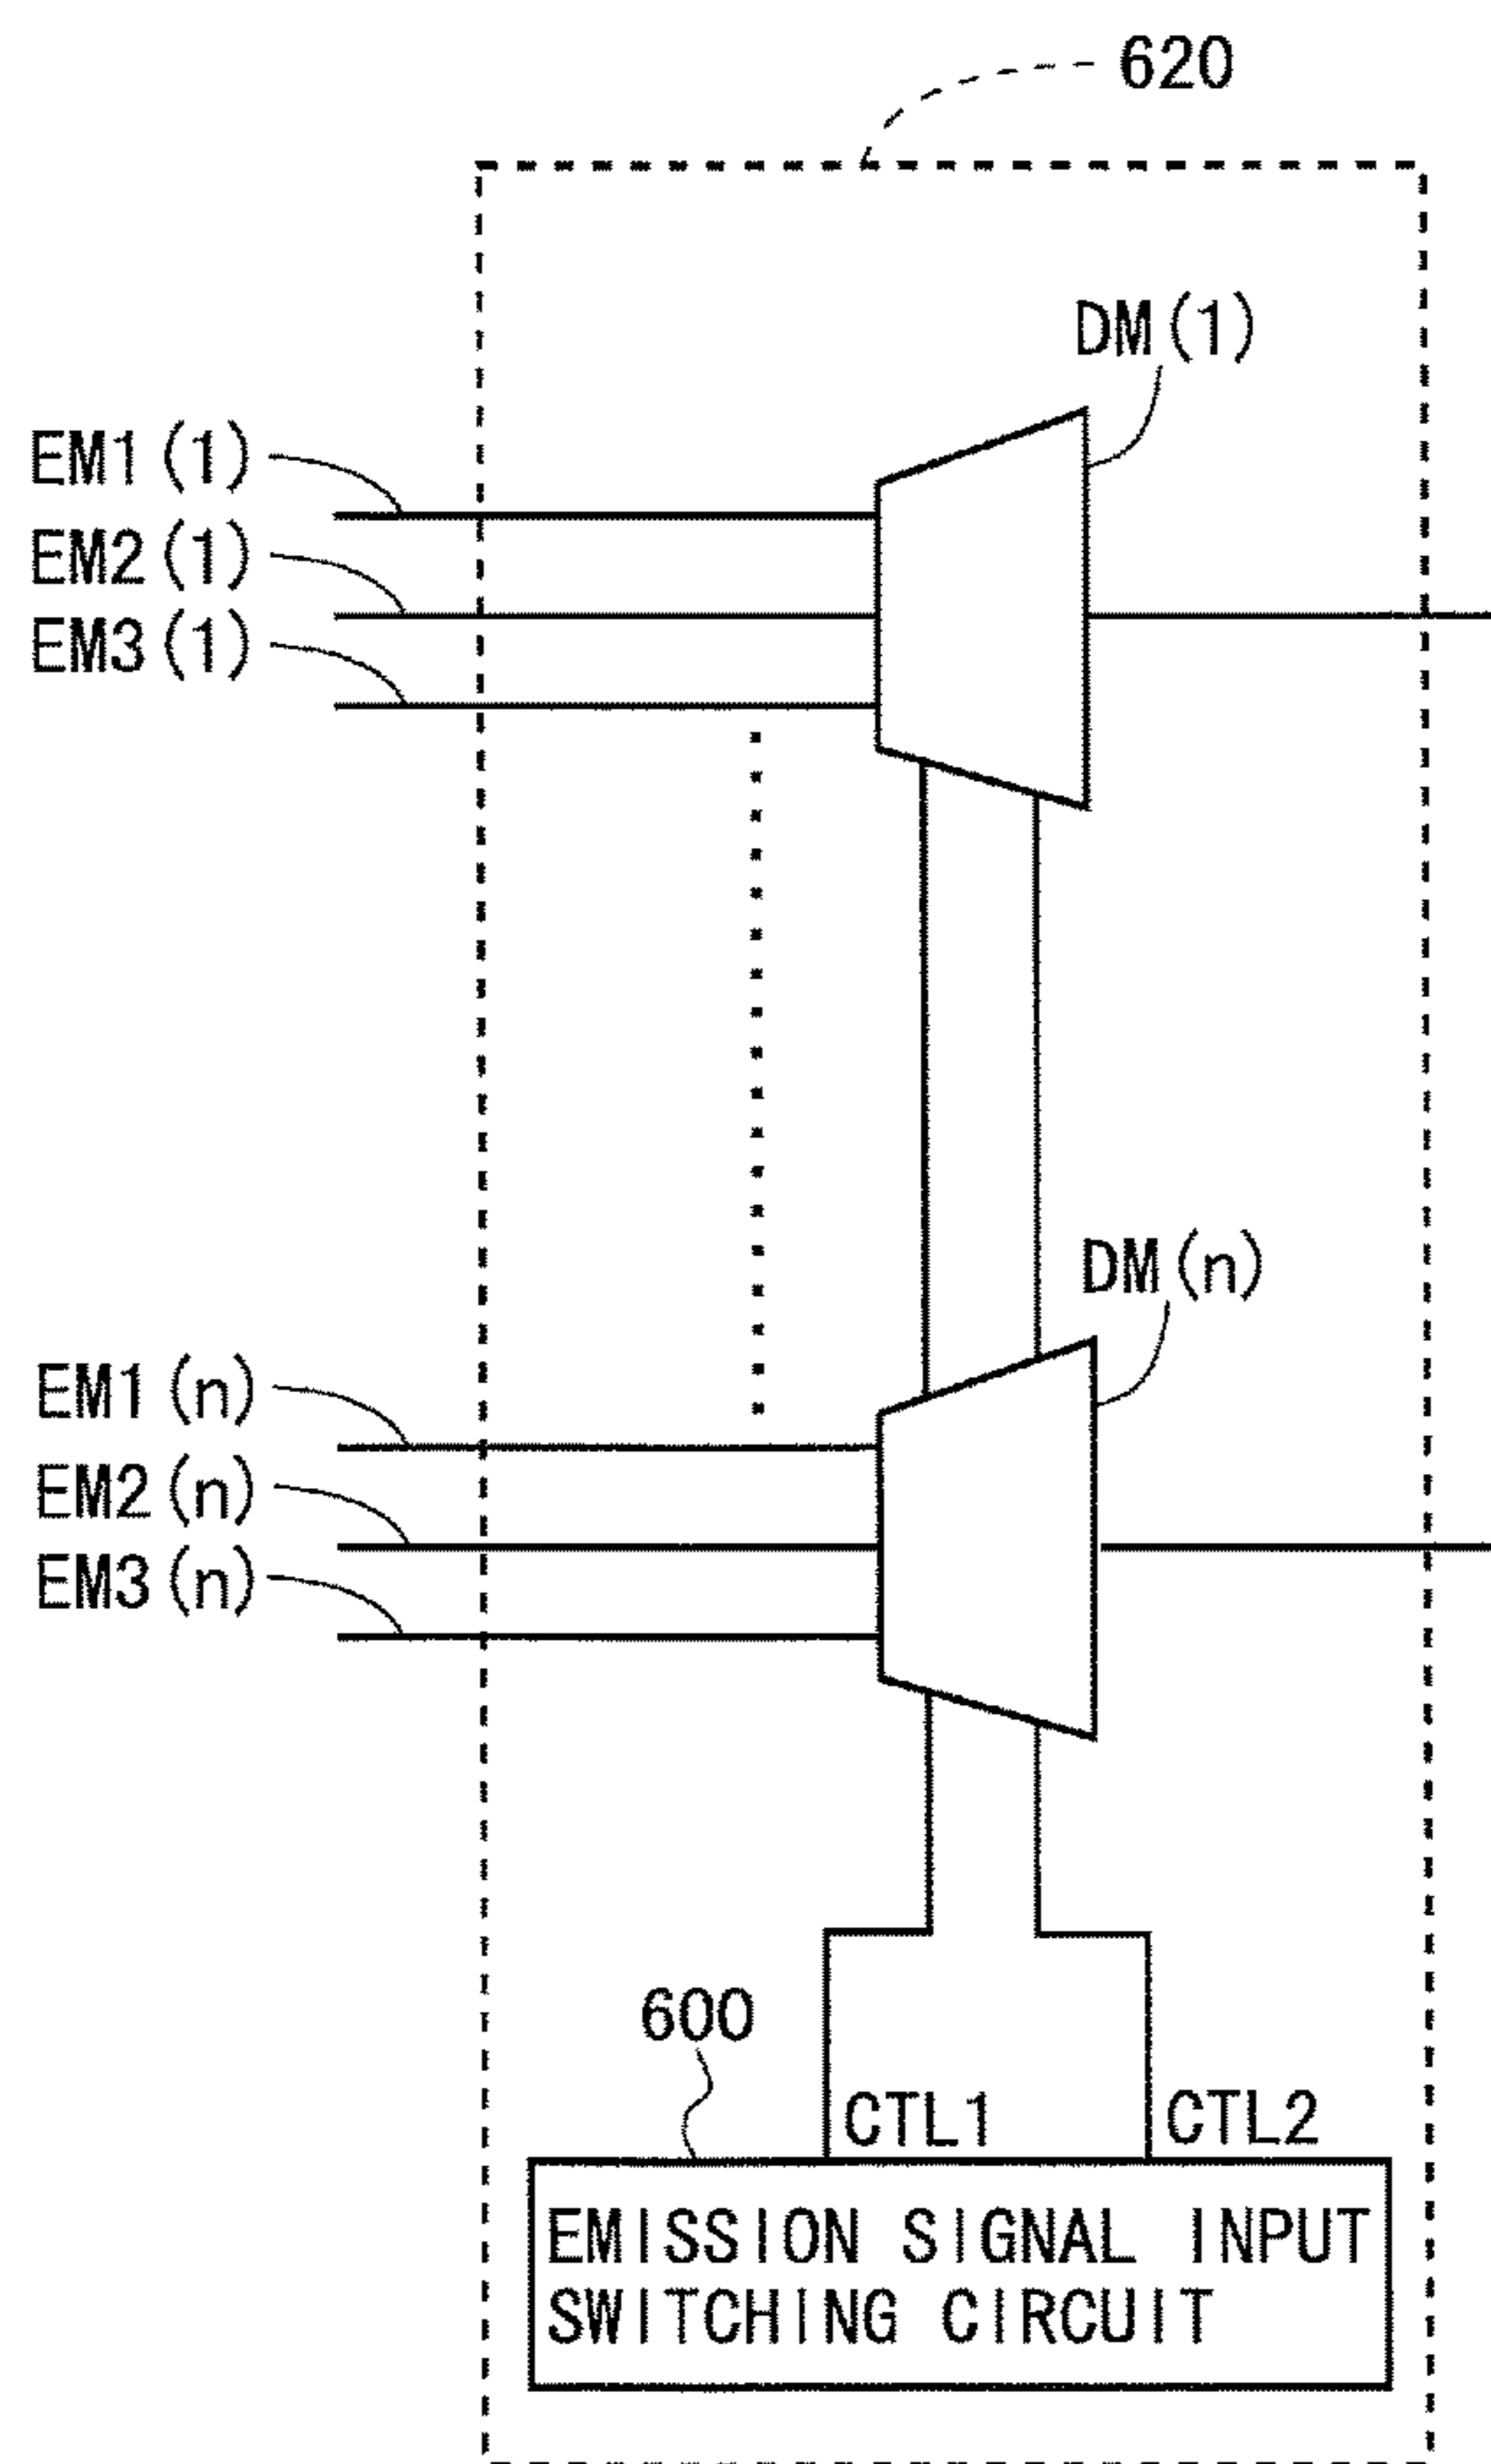 620
DM(1)
EM1(1)
EM2(1)
EM3(1)
DM(n)
EM1(n)
EM2(n)
EM3(n)
600
CTL1
CTL2
EMISSION SIGNAL INPUT
SWITCHING CIRCUIT